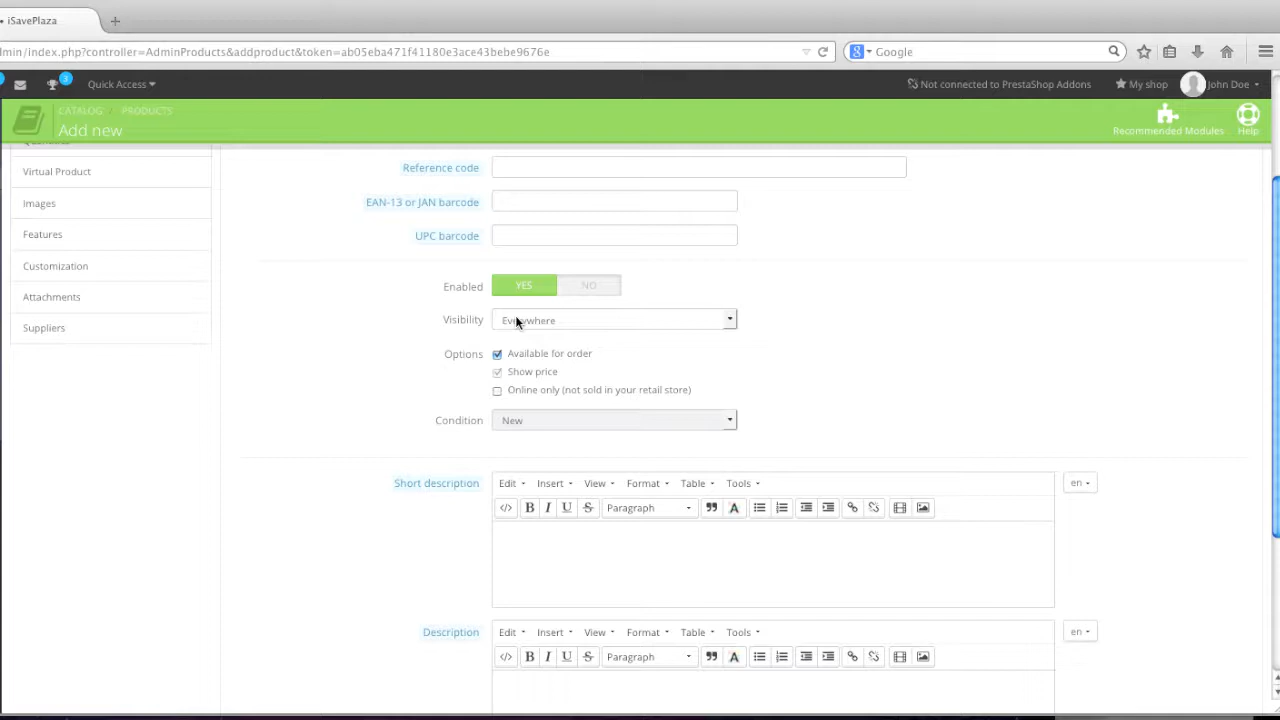 iSavePlaza
min/index.php?controller=AdminProducts&addproduct&token=ab05eba471f41180e3ace43bebe9676e
Google
3
Quick Access
Not connected to PrestaShop Addons
My shop
John Doe
CATALOG / PRODUCTS
Add new
Recommended Modules
Help
Virtual Product
Images
Features
Customization
Attachments
Suppliers
Reference code
EAN-13 or JAN barcode
UPC barcode
Enabled YES NO
Visibility Everywhere
Options Available for order
Show price
Online only (not sold in your retail store)
Condition New
Short description Edit Insert View Format Table Tools en
</> B I U S Paragraph
Description Edit Insert View Format Table Tools en
</> B I U S Paragraph